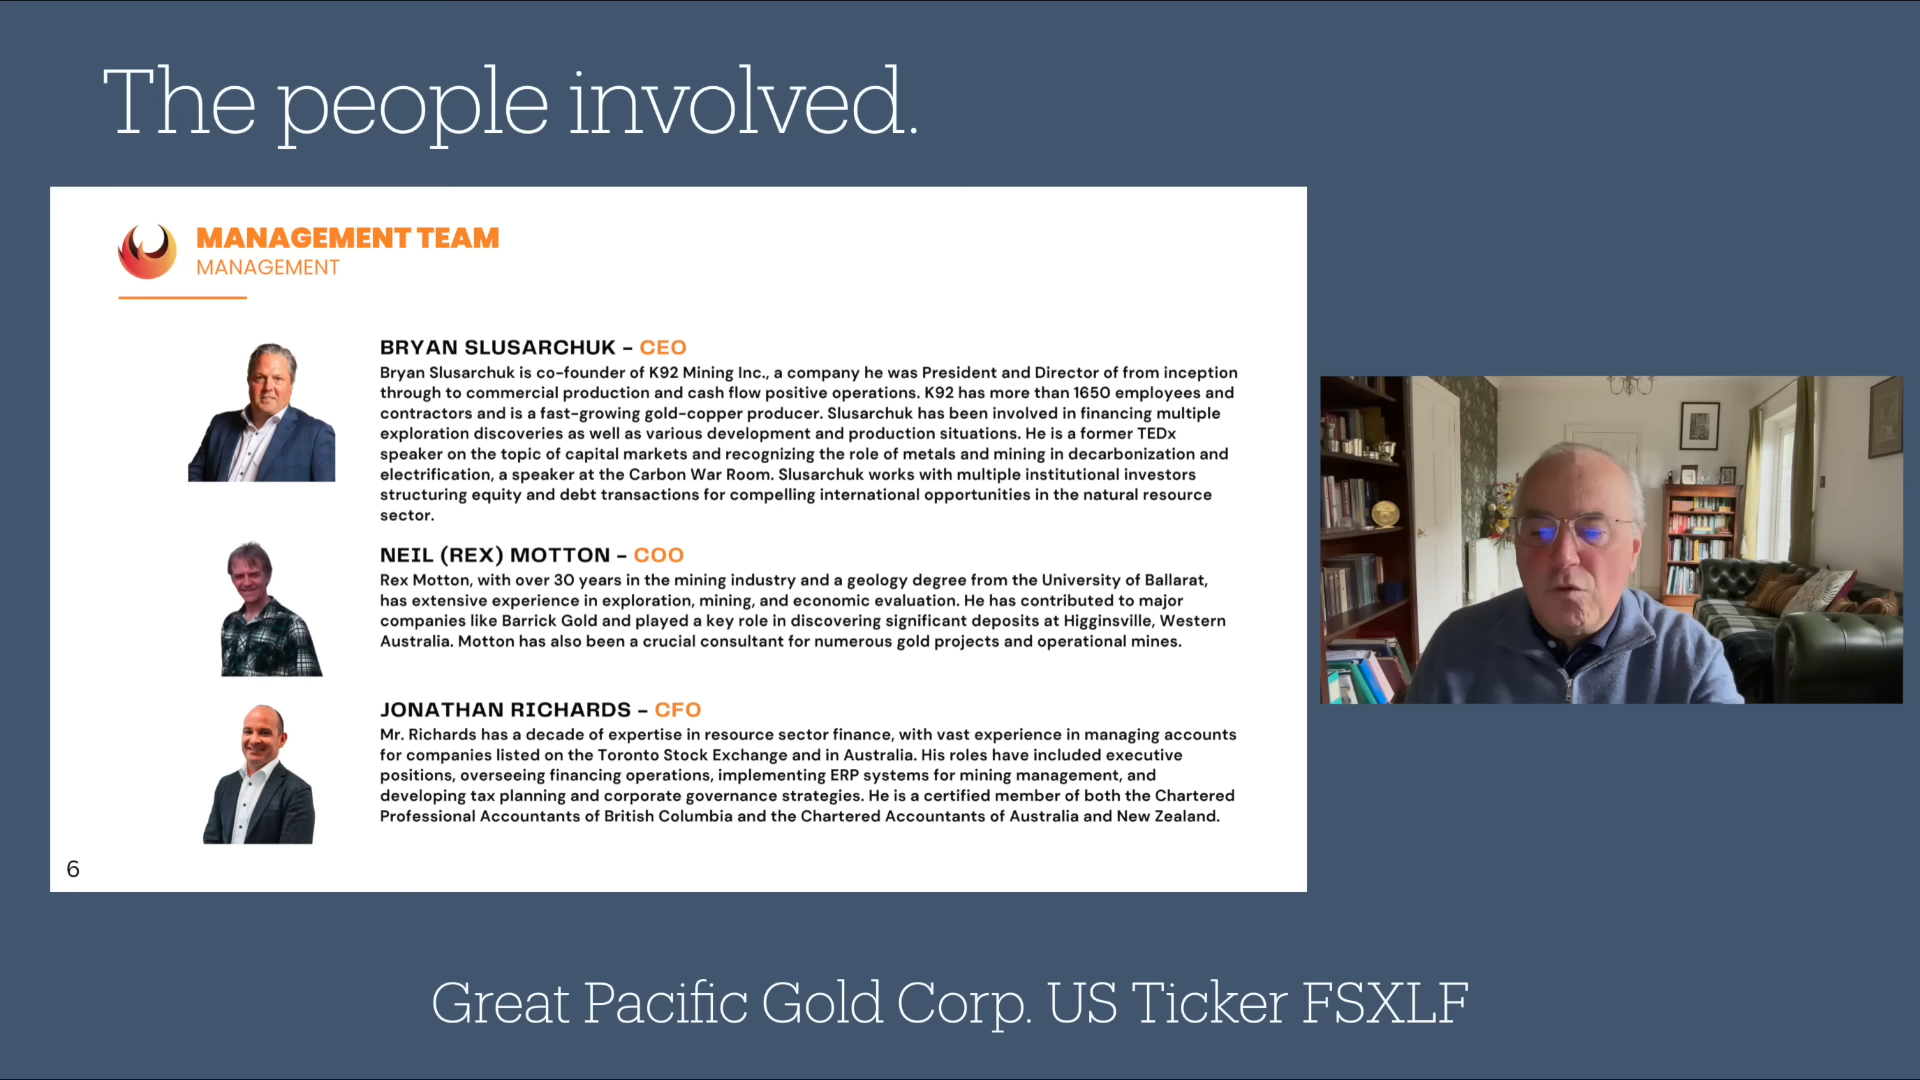 The people involved.
MANAGEMENT TEAM
MANAGEMENT
BRYAN SLUSARCHUK – CEO
Bryan Slusarchuk is co-founder of K92 Mining Inc., a company he was President and Director of from inception
through to commercial production and cash flow positive operations. K92 has more than 1650 employees and
contractors and is a fast-growing gold-copper producer. Slusarchuk has been involved in financing multiple
exploration discoveries as well as various development and production situations. He is a former TEDx
speaker on the topic of capital markets and recognizing the role of metals and mining in decarbonization and
electrification, a speaker at the Carbon War Room. Slusarchuk works with multiple institutional investors
structuring equity and debt transactions for compelling international opportunities in the natural resource
sector.
NEIL (REX) MOTTON – COO
Rex Motton, with over 30 years in the mining industry and a geology degree from the University of Ballarat,
has extensive experience in exploration, mining, and economic evaluation. He has contributed to major
companies like Barrick Gold and played a key role in discovering significant deposits at Higginsville, Western
Australia. Motton has also been a crucial consultant for numerous gold projects and operational mines.
JONATHAN RICHARDS – CFO
Mr. Richards has a decade of expertise in resource sector finance, with vast experience in managing accounts
for companies listed on the Toronto Stock Exchange and in Australia. His roles have included executive
positions, overseeing financing operations, implementing ERP systems for mining management, and
developing tax planning and corporate governance strategies. He is a certified member of both the Chartered
Professional Accountants of British Columbia and the Chartered Accountants of Australia and New Zealand.
6
Great Pacific Gold Corp. US Ticker FSXLF